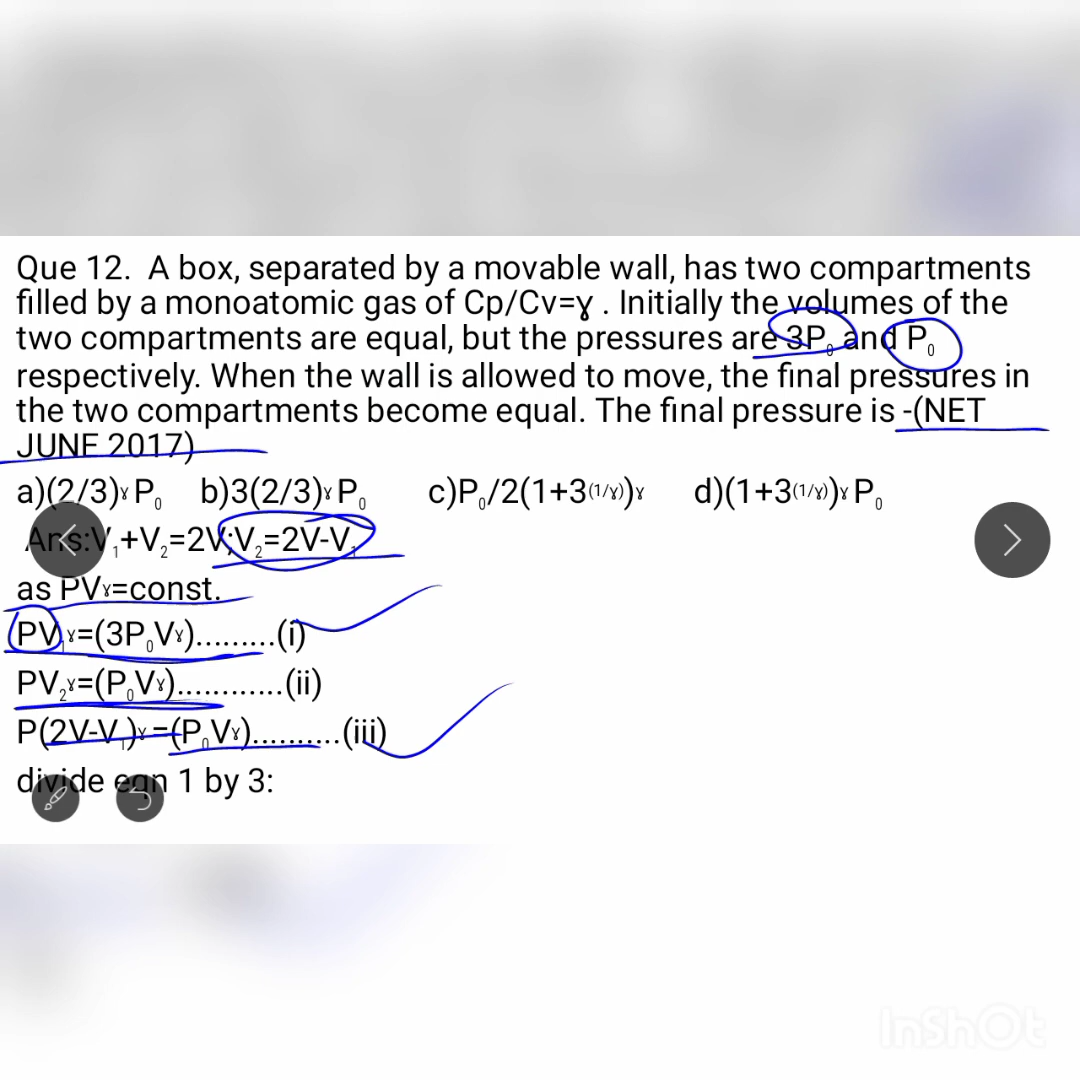 Que 12. A box, separated by a movable wall, has two compartments
filled by a monoatomic gas of Cp/Cv=ɣ . Initially the volumes of the
two compartments are equal, but the pressures are 3P₀ and P₀
respectively. When the wall is allowed to move, the final pressures in
the two compartments become equal. The final pressure is -(NET
JUNE 2017)
a)(2/3)ˠ P₀ b)3(2/3)ˠ P₀ c)P₀/2(1+3⁽¹/ˠ⁾)ˠ d)(1+3⁽¹/ˠ⁾)ˠ P₀
Ans:V₁+V₂=2V;V₂=2V-V₁
as PVˠ=const.
PV₁ˠ=(3P₀Vˠ).........(i)
PV₂ˠ=(P₀Vˠ)............(ii)
P(2V-V₁)ˠ=(P₀Vˠ)..........(iii)
divide eqn 1 by 3:
InShOt